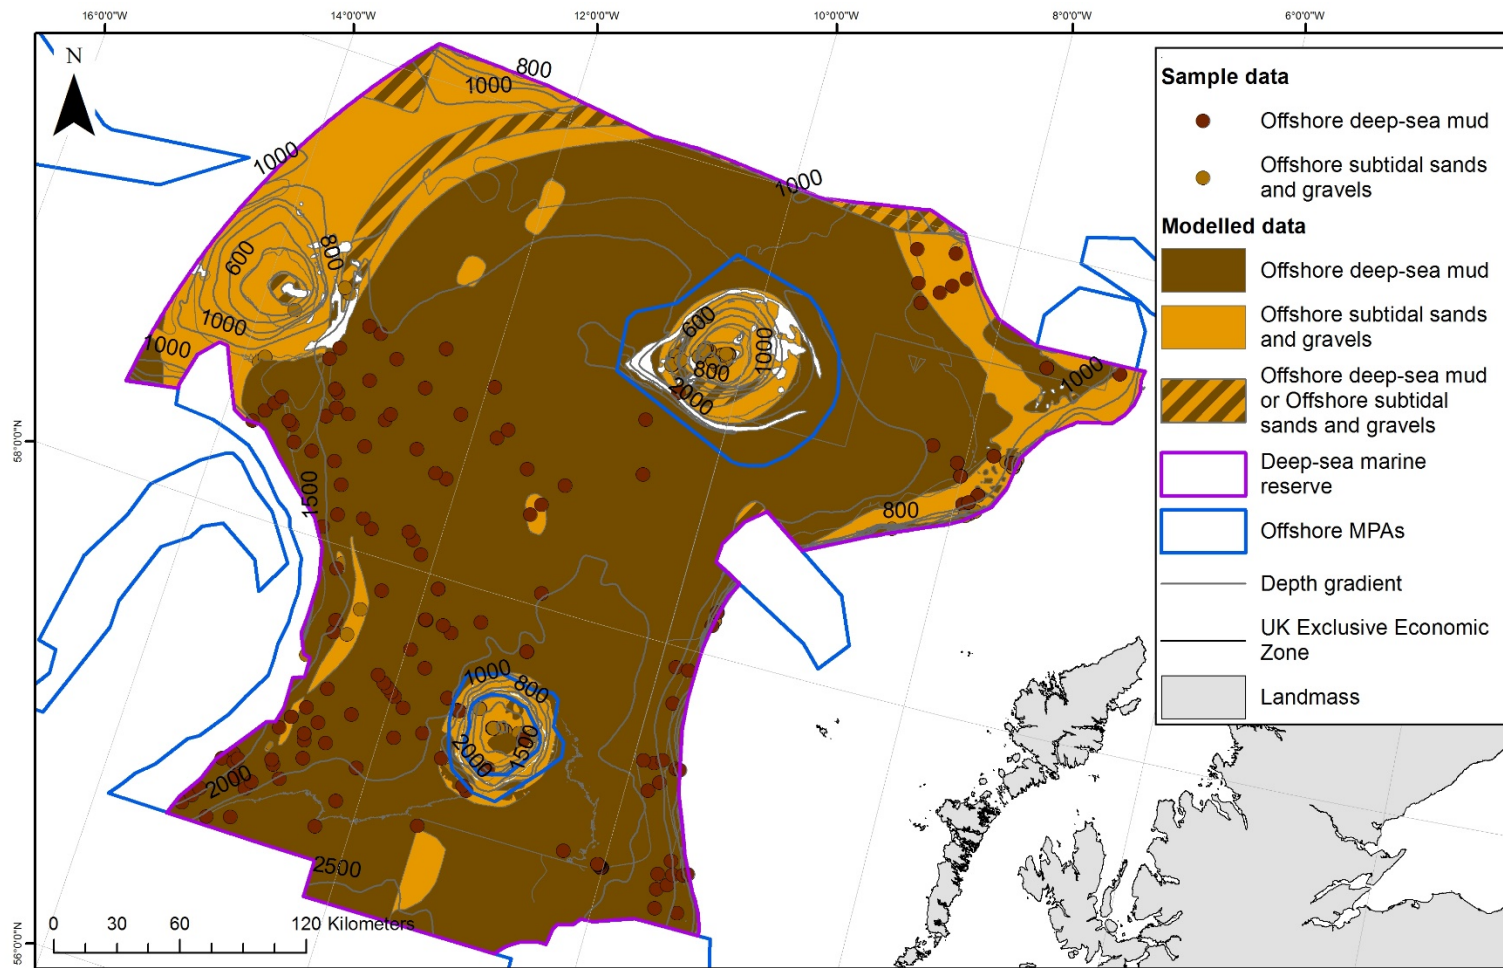 16°0'0"W
14°0'0"W
12°0'0"W
10°0'0"W
8°0'0"W
6°0'0"W
N
800
1000
1000
1000
600
800
1000
1000
600
1000
800
2000
1000
58°0'0"N
1500
800
1000
800
2000
1500
2000
2500
0 30 60 120 Kilometers
56°0'0"N
Sample data
Offshore deep-sea mud
Offshore subtidal sands
and gravels
Modelled data
Offshore deep-sea mud
Offshore subtidal sands
and gravels
Offshore deep-sea mud
or Offshore subtidal
sands and gravels
Deep-sea marine
reserve
Offshore MPAs
Depth gradient
UK Exclusive Economic
Zone
Landmass